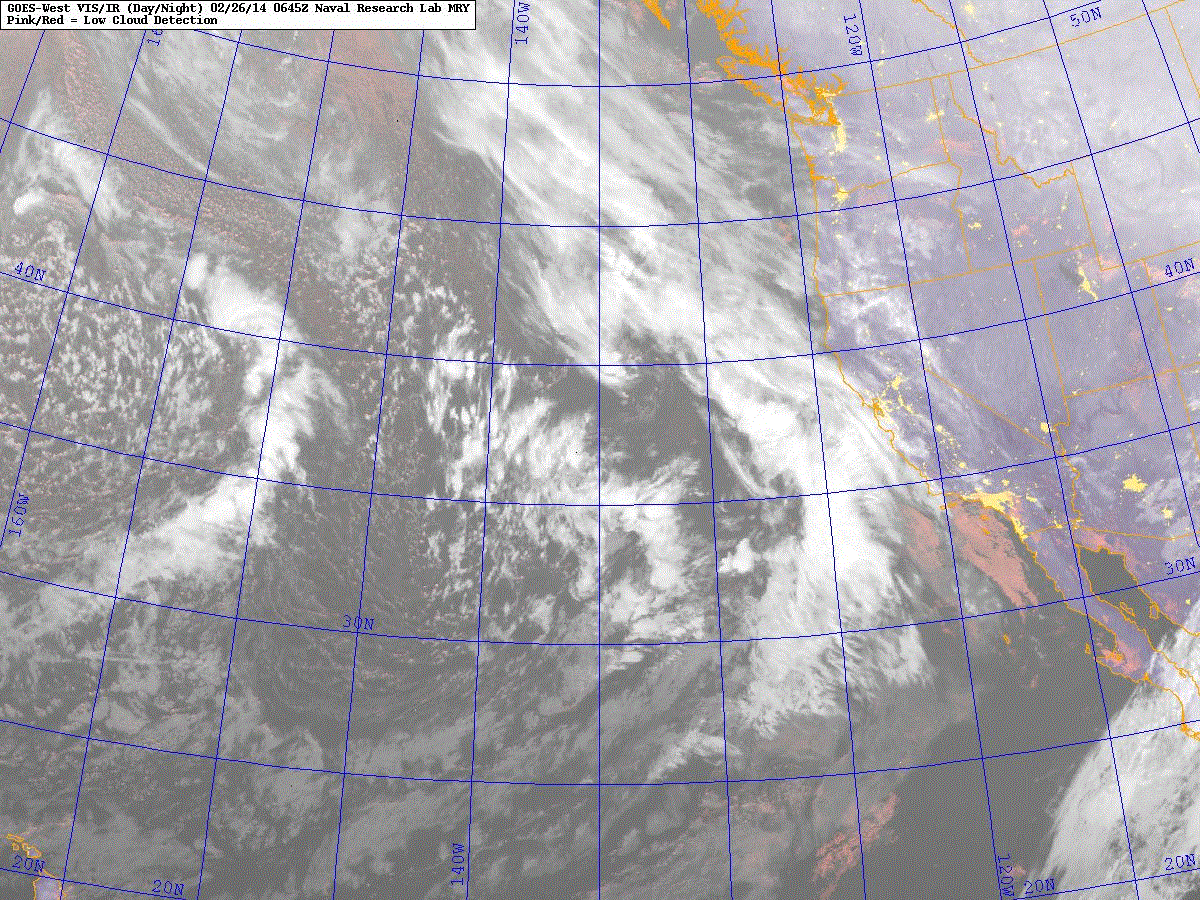 GOES-West VIS/IR (Day/Night) 02/26/14 0645Z Naval Research Lab MRY
Pink/Red = Low Cloud Detection
140W
120W
50N
40N
40N
160W
30N
30N
20N
20N
140W
120W
20N
20N